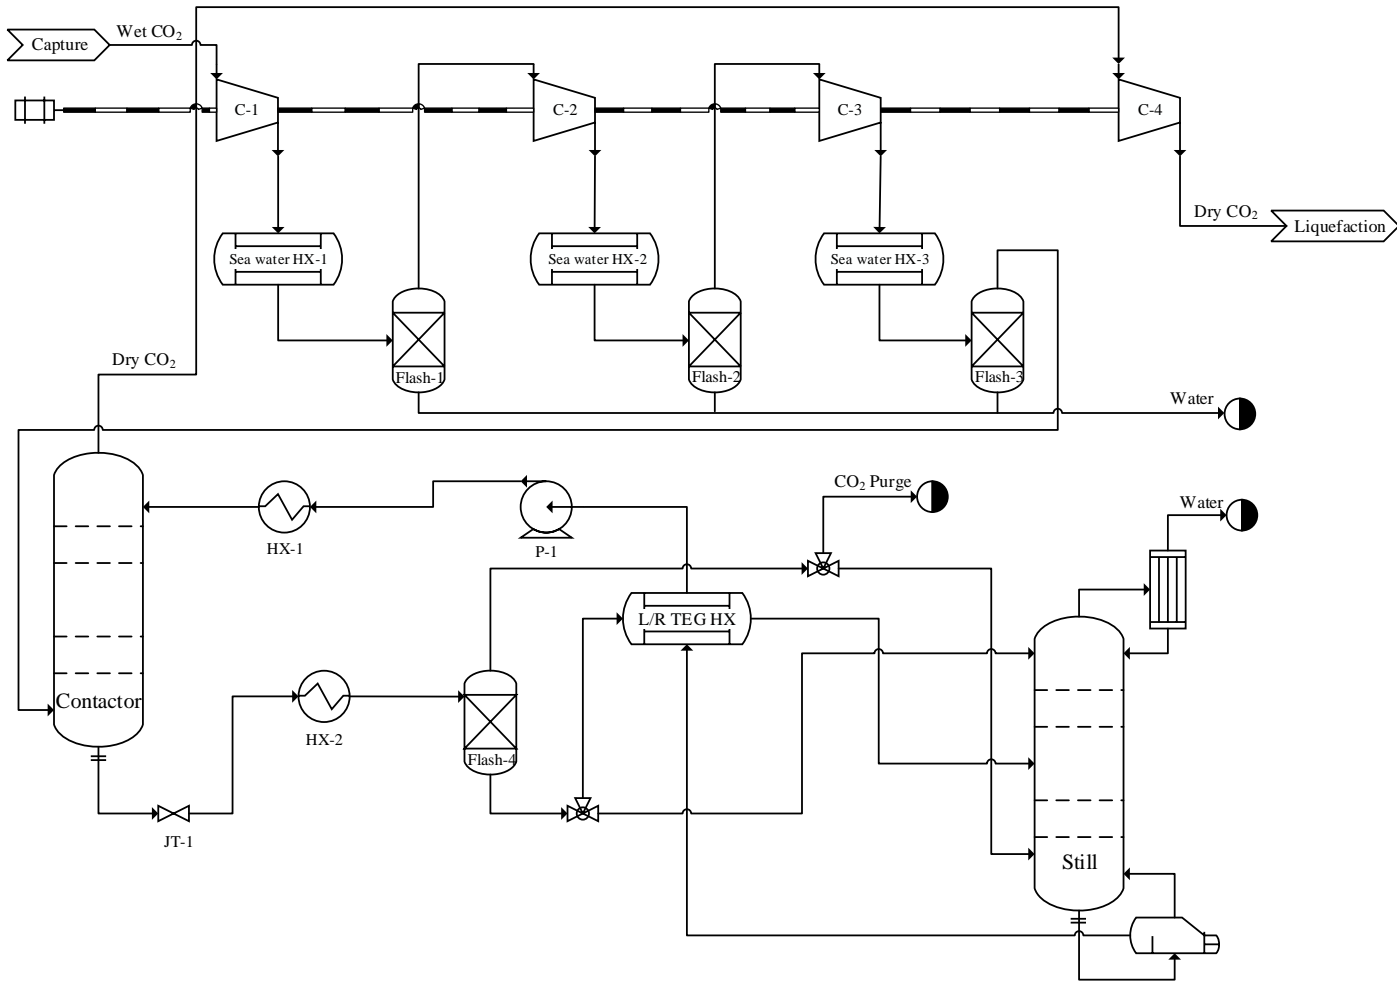 Wet CO2
Capture
C-1
C-2
C-3
C-4
Dry CO2
Liquefaction
Sea water HX-1
Sea water HX-2
Sea water HX-3
Dry CO2
Flash-1
Flash-2
Flash-3
Water
CO2 Purge
Water
HX-1
P-1
L/R TEG HX
Contactor
HX-2
Flash-4
JT-1
Still